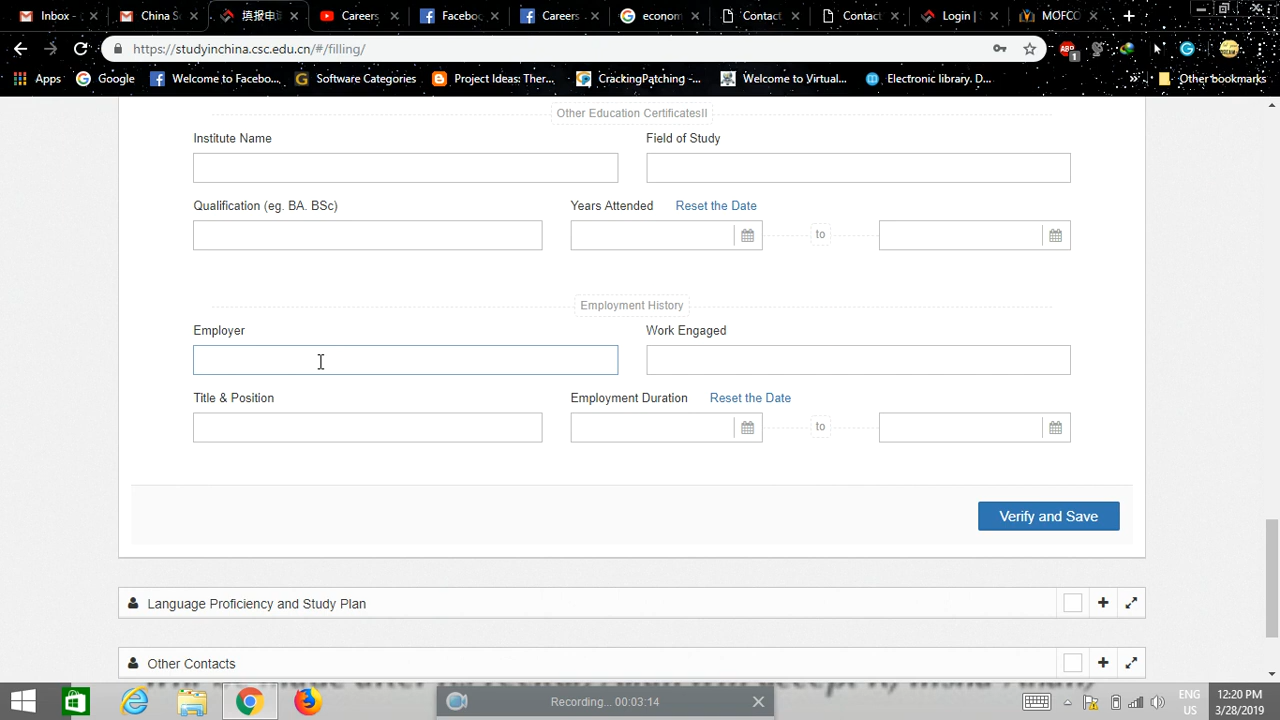 Inbox -
China S
填报申
Careers
Facebo
Careers
econom
Contact
Contact
Login |
MOFCO
https://studyinchina.csc.edu.cn/#/filling/
ABP
1
Apps
Google
Welcome to Facebo...
Software Categories
Project Ideas: Ther...
CrackingPatching -...
Welcome to Virtual...
Electronic library. D...
Other bookmarks
Other Education CertificatesII
Institute Name
Field of Study
Qualification (eg. BA. BSc)
Years Attended
Reset the Date
to
Employment History
Employer
Work Engaged
Title & Position
Employment Duration
Reset the Date
to
Verify and Save
Language Proficiency and Study Plan
Other Contacts
Recording... 00:03:14
ENG
US
12:20 PM
3/28/2019